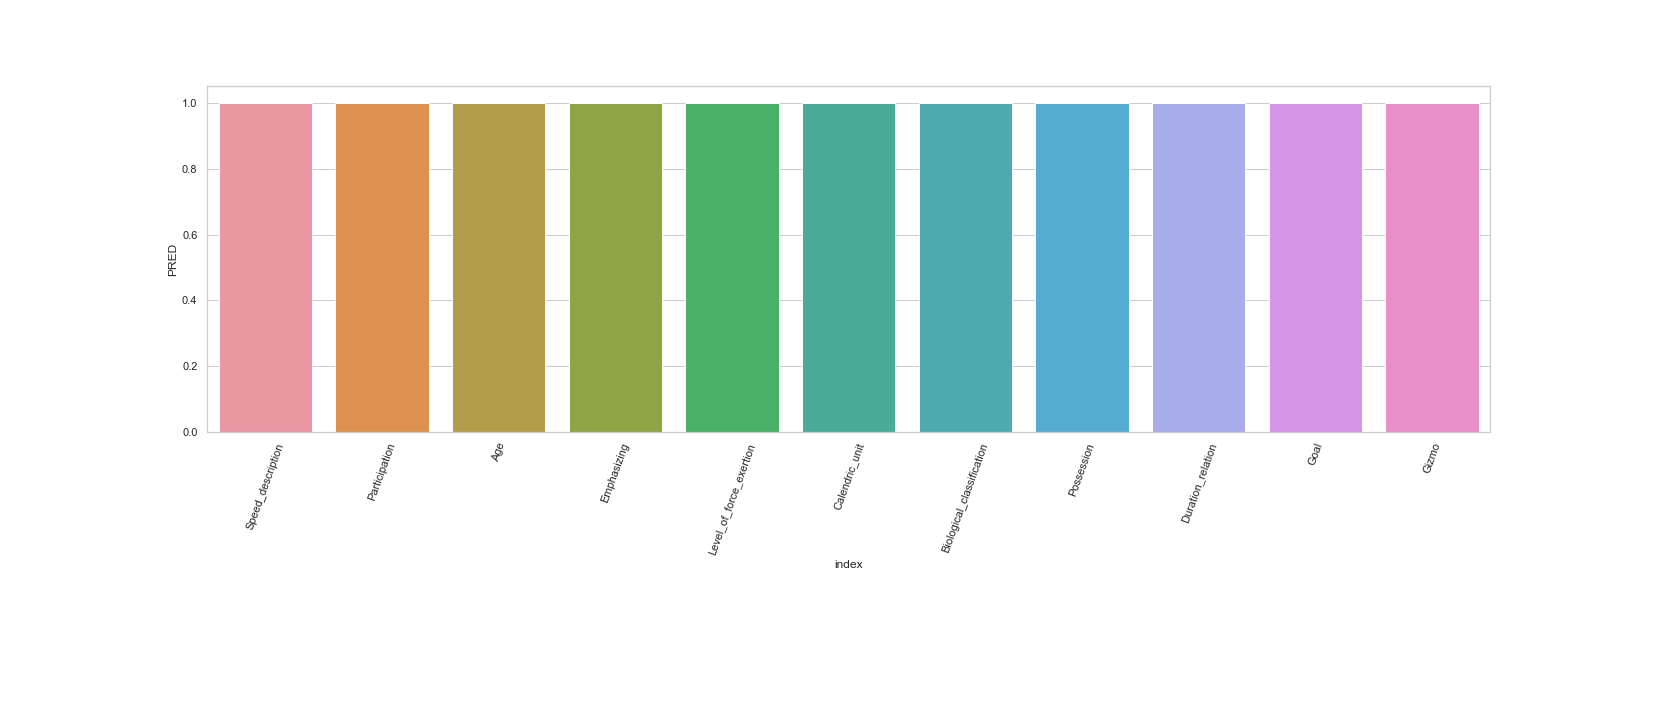 1.0
0.8
0.6
0.4
0.2
0.0
PRED
Speed_description
Participation
Age
Emphasizing
Level_of_force_exertion
Calendric_unit
Biological_classification
Possession
Duration_relation
Goal
Gizmo
index